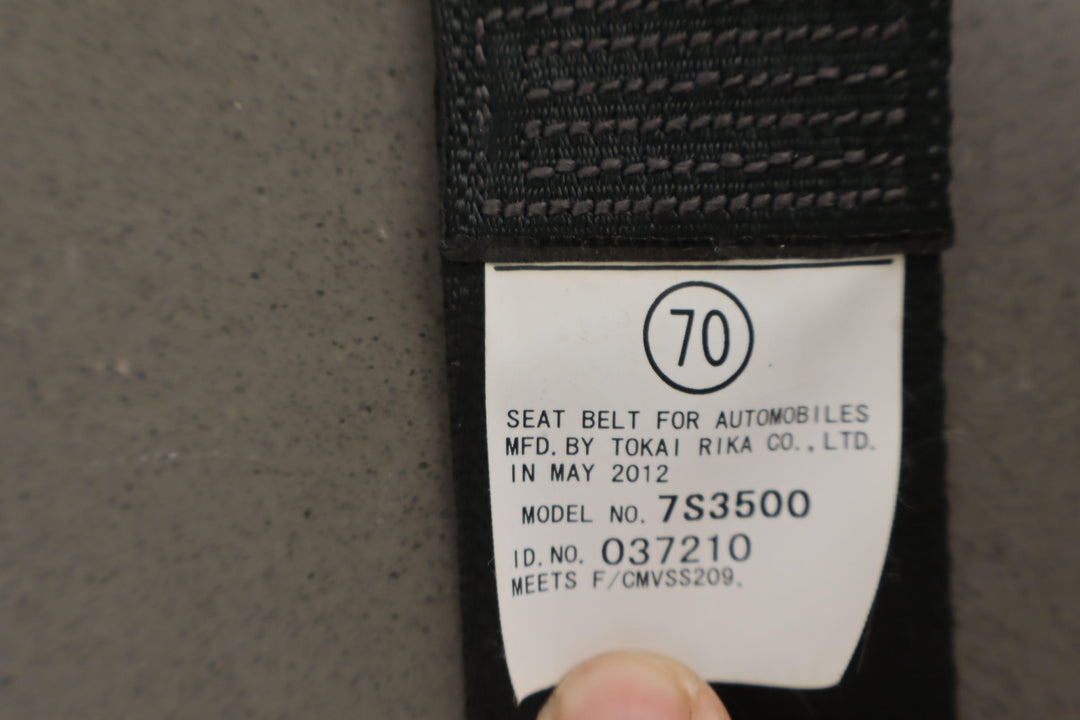 70
SEAT BELT FOR AUTOMOBILES
MFD. BY TOKAI RIKA CO., LTD.
IN MAY 2012
MODEL NO. 7S3500
ID. NO. 037210
MEETS F/CMVSS209.